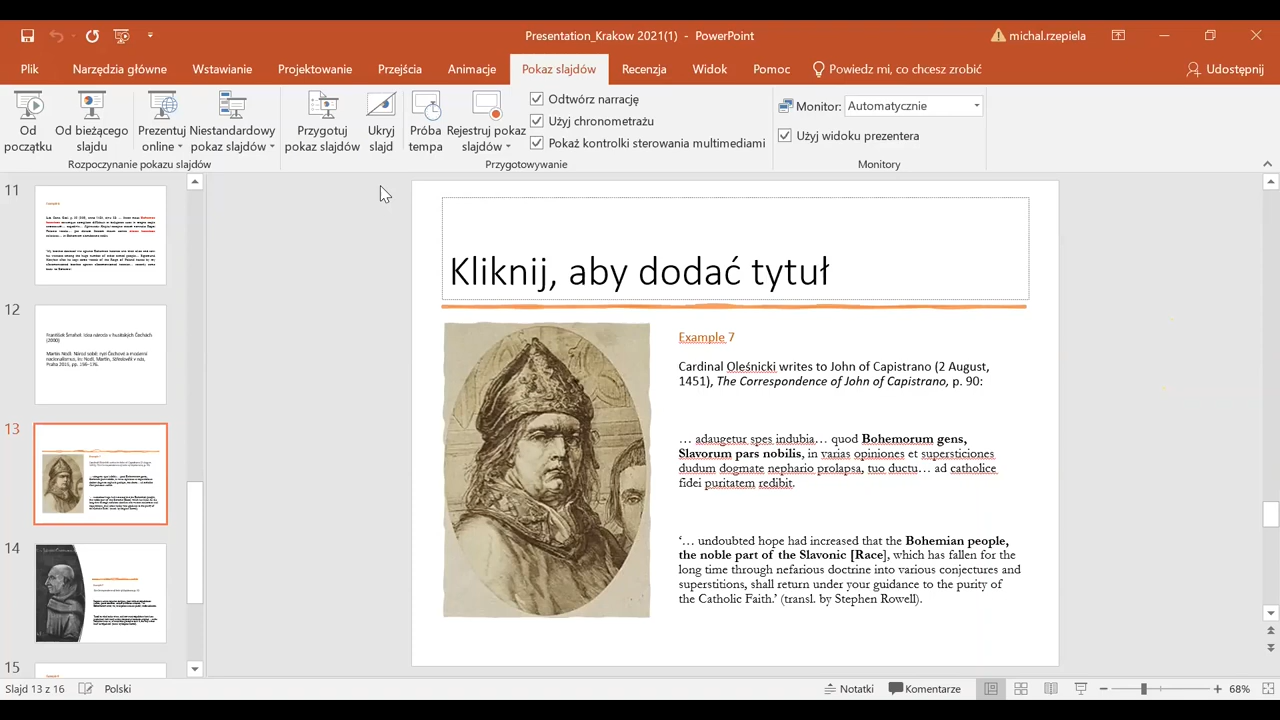 Presentation_Krakow 2021(1) - PowerPoint
michal.rzepiela
Plik Narzędzia główne Wstawianie Projektowanie Przejścia Animacje Pokaz slajdów Recenzja Widok Pomoc Powiedz mi, co chcesz zrobić Udostępnij
Od początku
Od bieżącego slajdu
Prezentuj online
Niestandardowy pokaz slajdów
Rozpoczynanie pokazu slajdów
Przygotuj pokaz slajdów
Ukryj slajd
Próba tempa
Rejestruj pokaz slajdów
Odtwórz narrację
Użyj chronometrażu
Pokaż kontrolki sterowania multimediami
Przygotowywanie
Monitor: Automatycznie
Użyj widoku prezentera
Monitory
11
12
13
14
15
Kliknij, aby dodać tytuł
Example 7
Cardinal Oleśnicki writes to John of Capistrano (2 August,
1451), The Correspondence of John of Capistrano, p. 90:
… adaugetur spes indubia… quod Bohemorum gens,
Slavorum pars nobilis, in varias opiniones et supersticiones
dudum dogmate nephario ptolapsa, tuo ductu… ad catholice
fidei puritatem redibit.
‘… undoubted hope had increased that the Bohemian people,
the noble part of the Slavonic [Race], which has fallen for the
long time through nefarious doctrine into various conjectures and
superstitions, shall return under your guidance to the purity of
the Catholic Faith.’ (transl. by Stephen Rowell).
Slajd 13 z 16 Polski Notatki Komentarze 68%